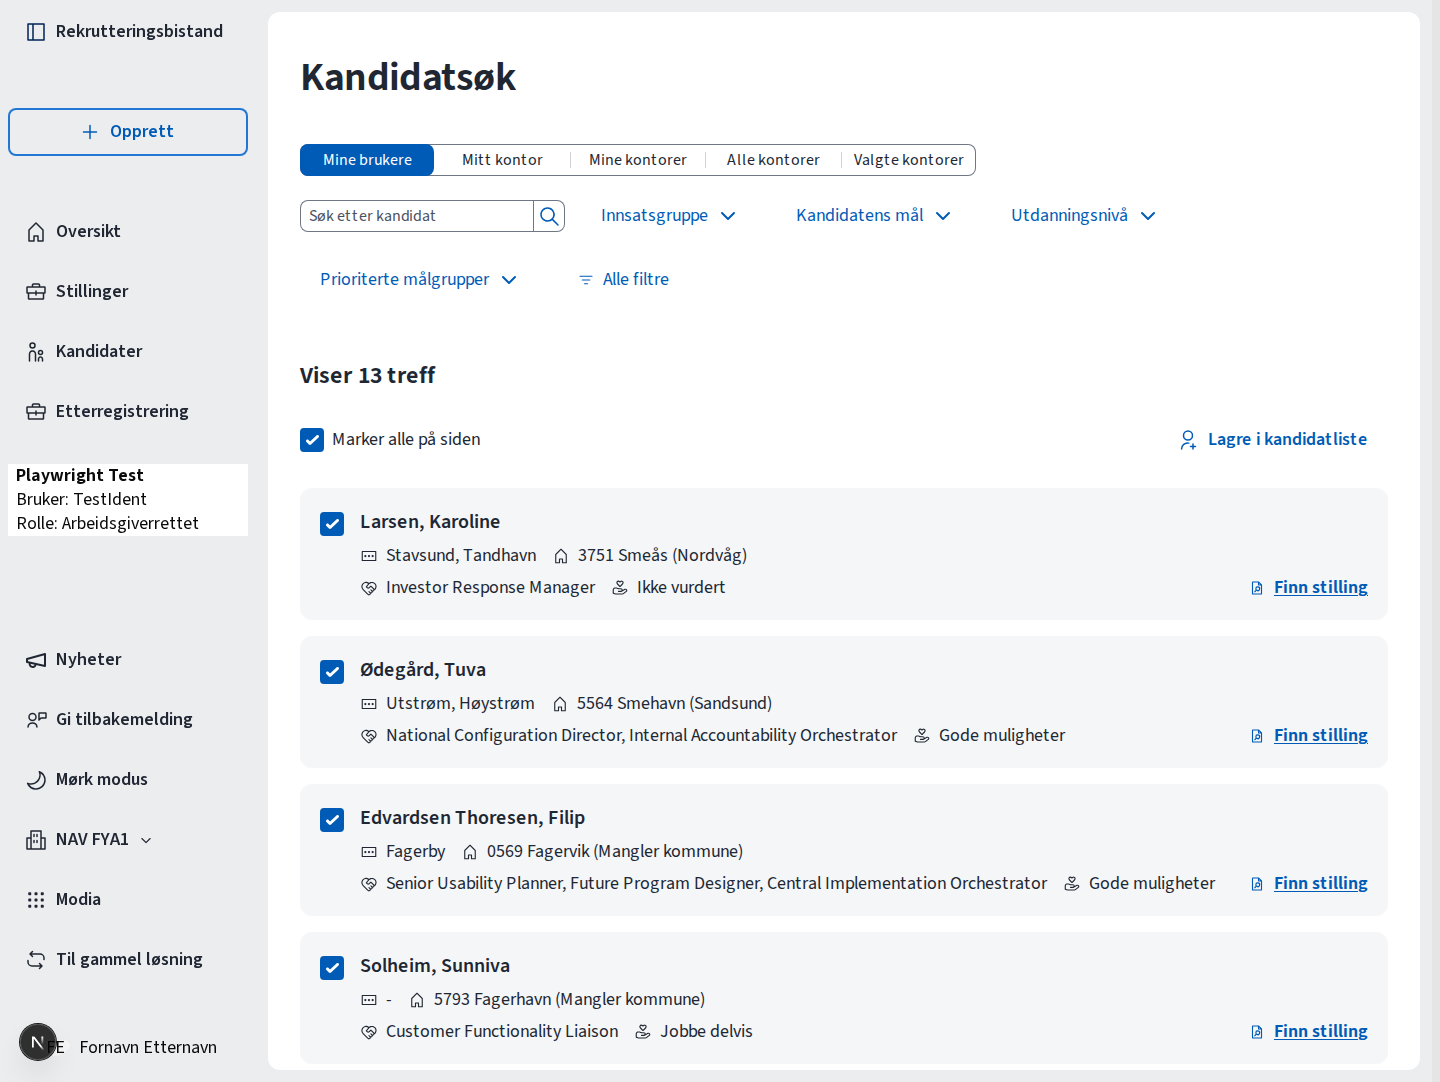 Rekrutteringsbistand
Opprett
Oversikt
Stillinger
Kandidater
Etterregistrering
Playwright Test
Bruker: TestIdent
Rolle: Arbeidsgiverrettet
Nyheter
Gi tilbakemelding
Mørk modus
NAV FYA1
Modia
Til gammel løsning
N
FE Fornavn Etternavn
Kandidatsøk
Mine brukere Mitt kontor Mine kontorer Alle kontorer Valgte kontorer
Søk etter kandidat Innsatsgruppe Kandidatens mål Utdanningsnivå
Prioriterte målgrupper Alle filtre
Viser 13 treff
Marker alle på siden Lagre i kandidatliste
Larsen, Karoline
Stavsund, Tandhavn 3751 Smeås (Nordvåg)
Investor Response Manager Ikke vurdert Finn stilling
Ødegård, Tuva
Utstrøm, Høystrøm 5564 Smehavn (Sandsund)
National Configuration Director, Internal Accountability Orchestrator Gode muligheter Finn stilling
Edvardsen Thoresen, Filip
Fagerby 0569 Fagervik (Mangler kommune)
Senior Usability Planner, Future Program Designer, Central Implementation Orchestrator Gode muligheter Finn stilling
Solheim, Sunniva
- 5793 Fagerhavn (Mangler kommune)
Customer Functionality Liaison Jobbe delvis Finn stilling